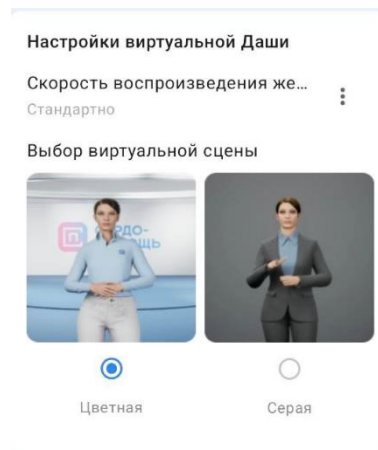 Настройки виртуальной Даши
Скорость воспроизведения же...
Стандартно
Выбор виртуальной сцены
Цветная
Серая